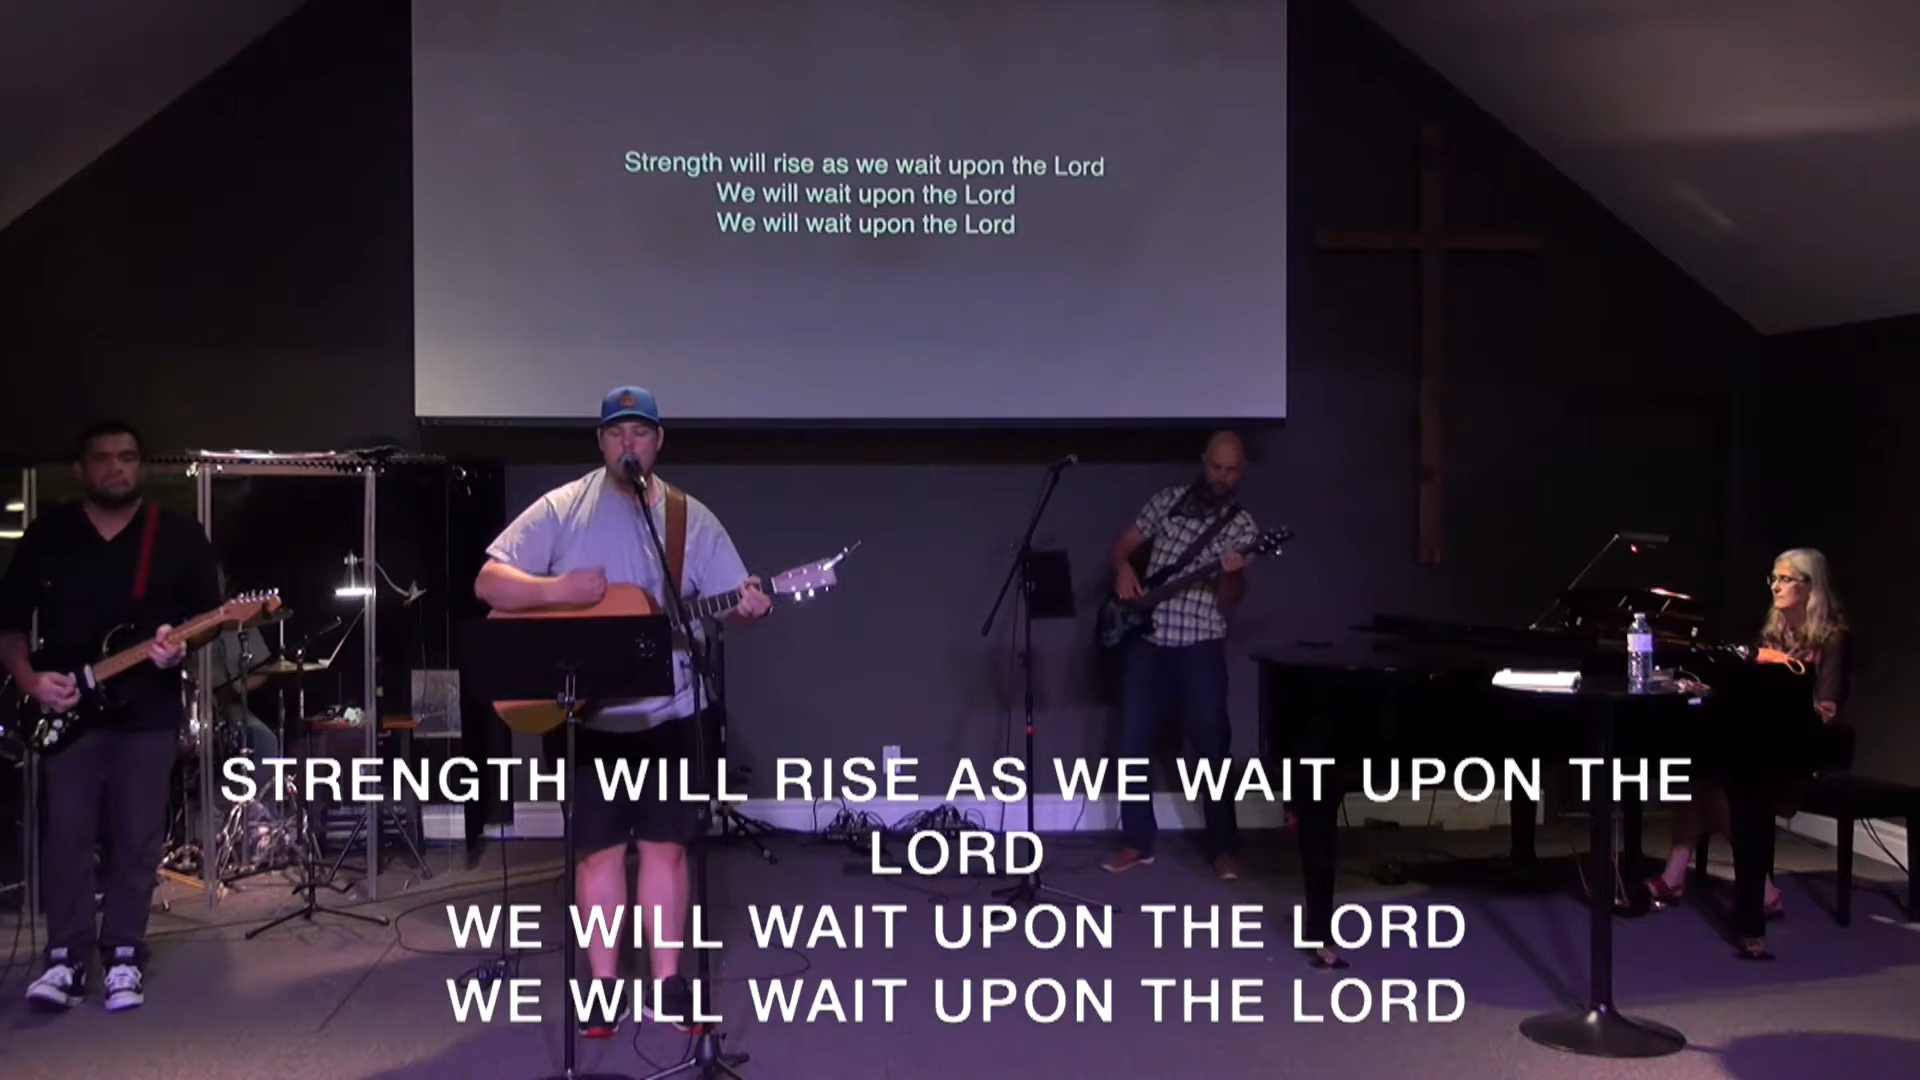 Strength will rise as we wait upon the Lord
We will wait upon the Lord
We will wait upon the Lord
STRENGTH WILL RISE AS WE WAIT UPON THE
LORD
WE WILL WAIT UPON THE LORD
WE WILL WAIT UPON THE LORD